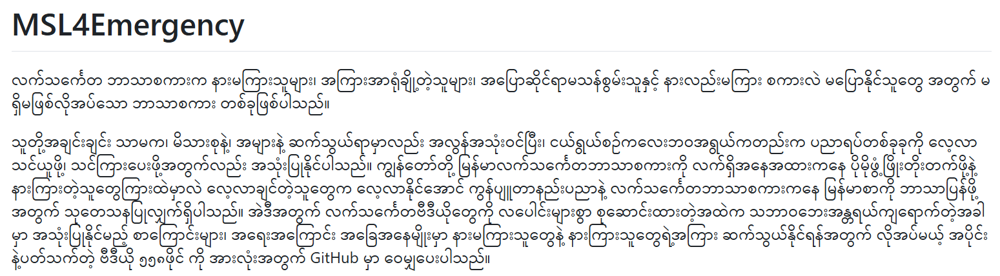 MSL4Emergency
လက်သင်္ကေတ ဘာသာစကားက နားမကြားသူများ၊ အကြားအာရုံချို့တဲ့သူများ၊ အပြောဆိုင်ရာမသန်စွမ်းသူနှင့် နားလည်းမကြား စကားလဲ မပြောနိုင်သူတွေ အတွက် မ
ရှိမဖြစ်လိုအပ်သော ဘာသာစကား တစ်ခုဖြစ်ပါသည်။
သူတို့အချင်းချင်း သာမက၊ မိသားစုနဲ့၊ အများနဲ့ ဆက်သွယ်ရာမှာလည်း အလွန်အသုံးဝင်ပြီး၊ ငယ်ရွယ်စဉ်ကလေးဘဝအရွယ်ကတည်းက ပညာရပ်တစ်ခုခုကို လေ့လာ
သင်ယူဖို့၊ သင်ကြားပေးဖို့အတွက်လည်း အသုံးပြုနိုင်ပါသည်။ ကျွန်တော်တို့ မြန်မာလက်သင်္ကေတဘာသာစကားကို လက်ရှိအနေအထားကနေ ပိုမိုဖွံ့ဖြိုးတိုးတက်ဖို့နဲ့
နားကြားတဲ့သူတွေကြားထဲမှာလဲ လေ့လာချင်တဲ့သူတွေက လေ့လာနိုင်အောင် ကွန်ပျူတာနည်းပညာနဲ့ လက်သင်္ကေတဘာသာစကားကနေ မြန်မာစာကို ဘာသာပြန်ဖို့
အတွက် သုတေသနပြုလျှက်ရှိပါသည်။ အဲဒီအတွက် လက်သင်္ကေတဗီဒီယိုတွေကို လပေါင်းများစွာ စုဆောင်းထားတဲ့အထဲက သဘာဝဘေးအန္တရာယ်ကျရောက်တဲ့အခါ
မှာ အသုံးပြုနိုင်မည့် စာကြောင်းများ၊ အရေးအကြောင်း အခြေအနေမျိုးမှာ နားမကြားသူတွေနဲ့ နားကြားသူတွေရဲ့အကြား ဆက်သွယ်နိုင်ရန်အတွက် လိုအပ်မယ့် အပိုင်း
နဲ့ပတ်သက်တဲ့ ဗီဒီယို ၅၅၈ဖိုင် ကို အားလုံးအတွက် GitHub မှာ ဝေမျှပေးပါသည်။